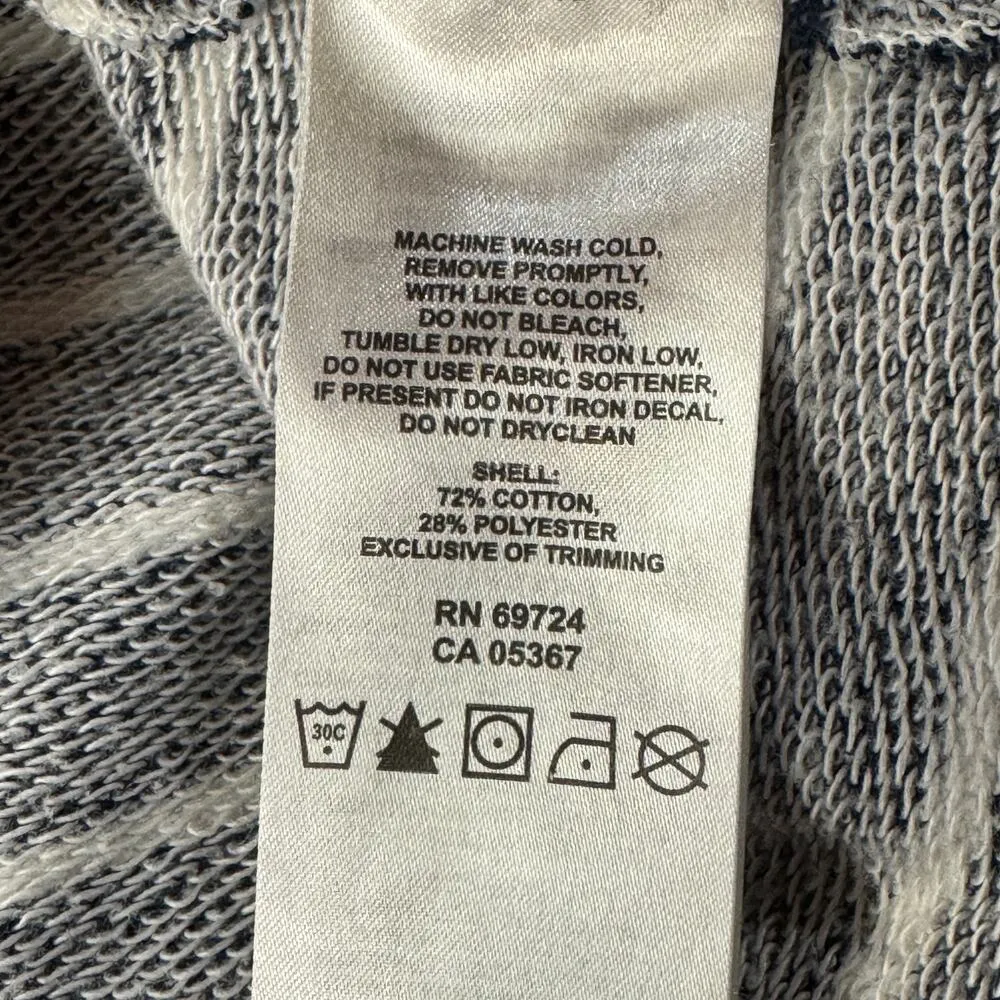 MACHINE WASH COLD,
REMOVE PROMPTLY,
WITH LIKE COLORS,
DO NOT BLEACH,
TUMBLE DRY LOW, IRON LOW,
DO NOT USE FABRIC SOFTENER,
IF PRESENT DO NOT IRON DECAL,
DO NOT DRYCLEAN
SHELL:
72% COTTON,
28% POLYESTER
EXCLUSIVE OF TRIMMING
RN 69724
CA 05367
30C